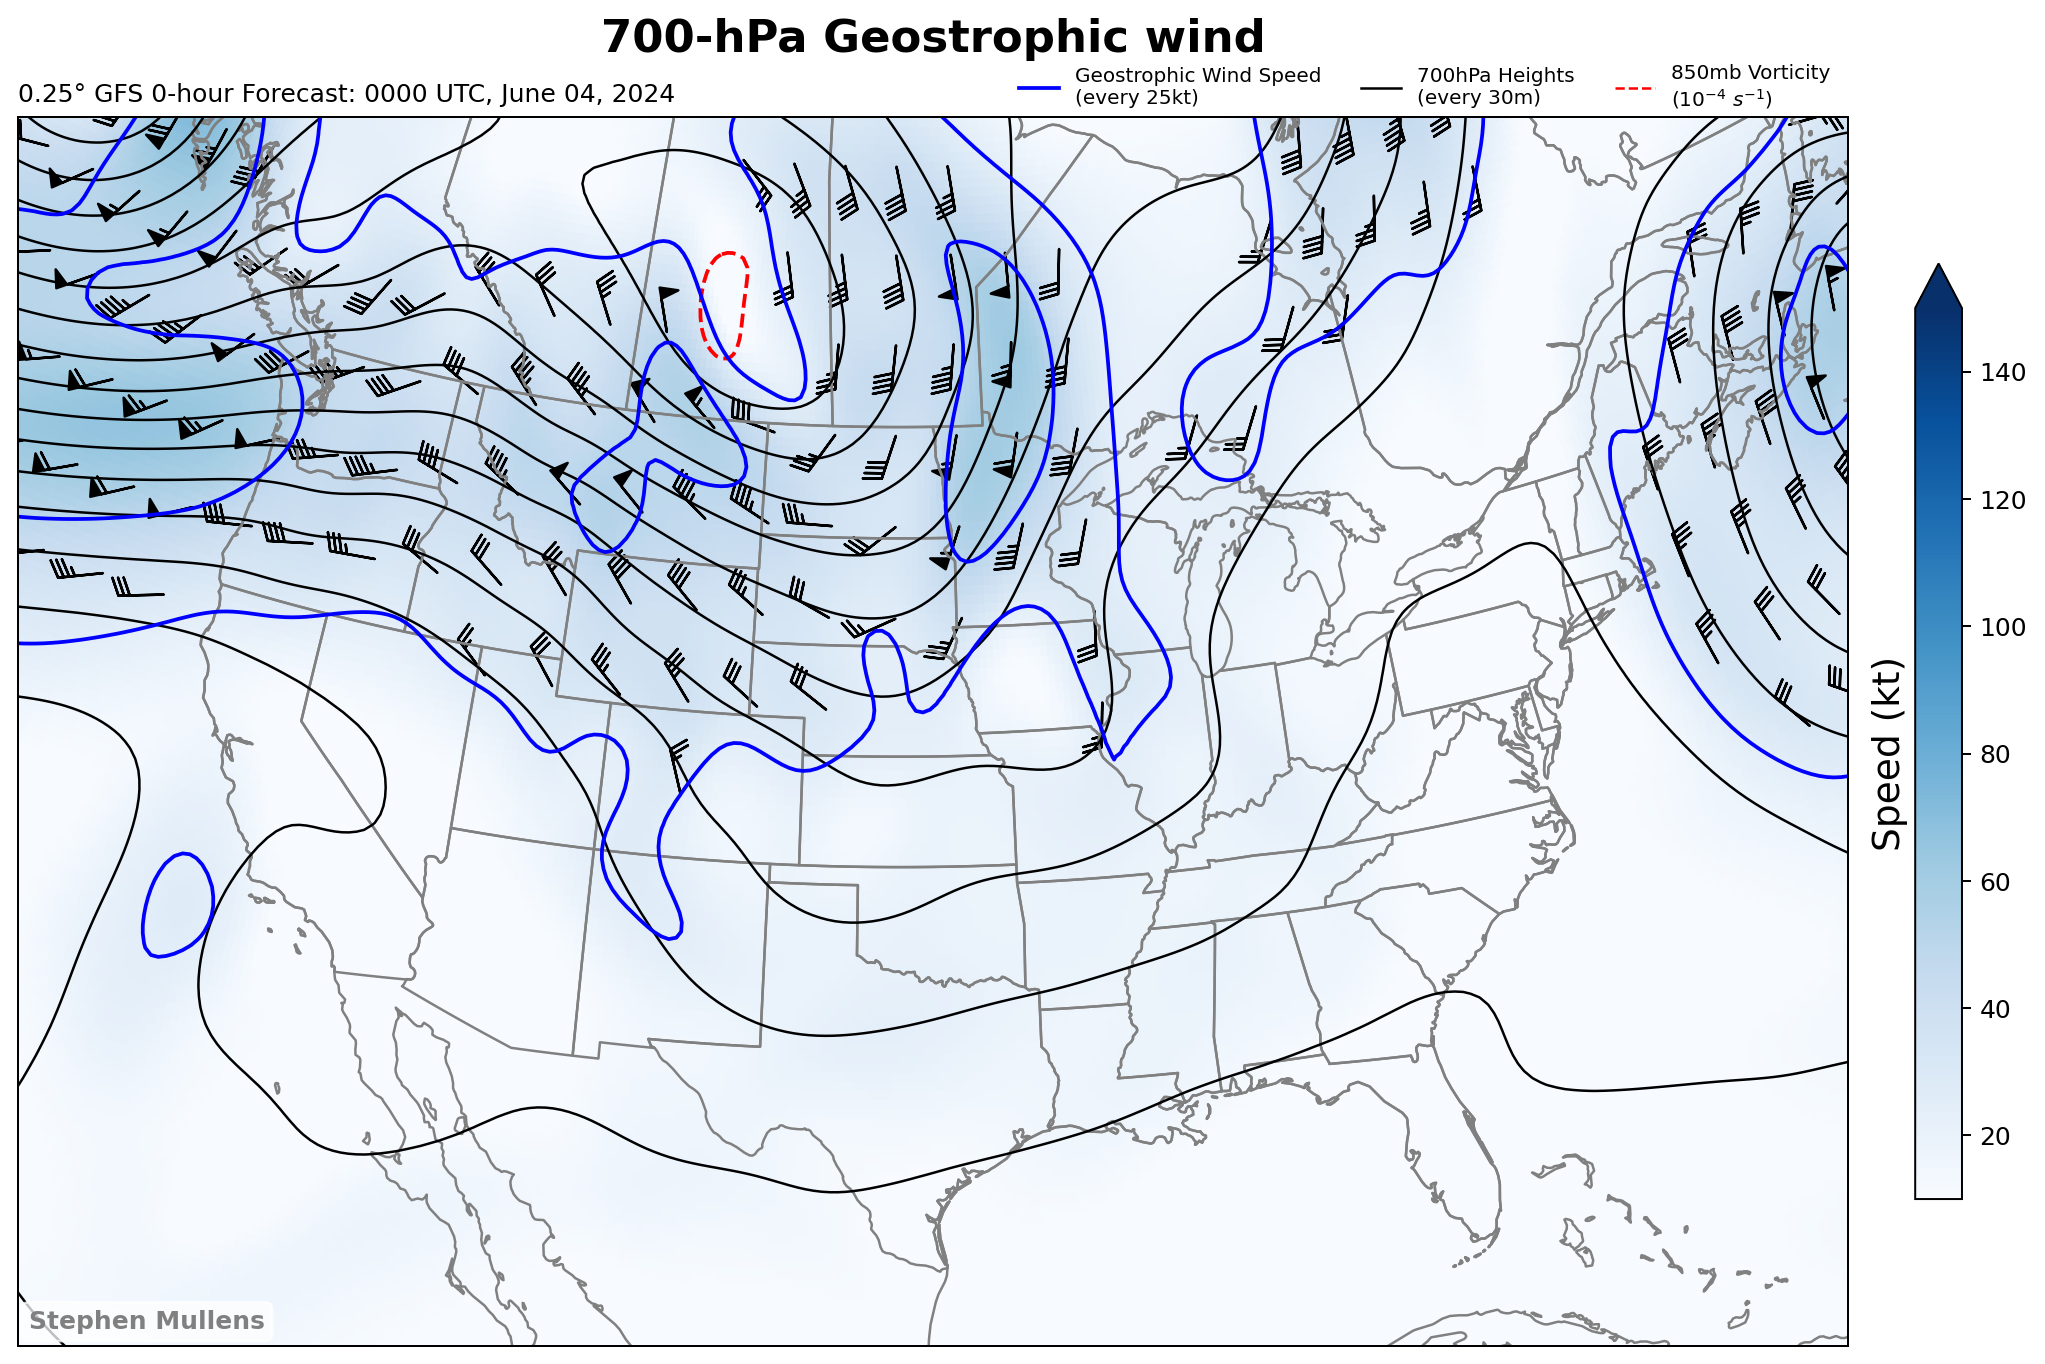 700-hPa Geostrophic wind
0.25° GFS 0-hour Forecast: 0000 UTC, June 04, 2024
Geostrophic Wind Speed
(every 25kt)
700hPa Heights
(every 30m)
850mb Vorticity
(10⁻⁴ s⁻¹)
140
120
100
80
60
40
20
Speed (kt)
Stephen Mullens